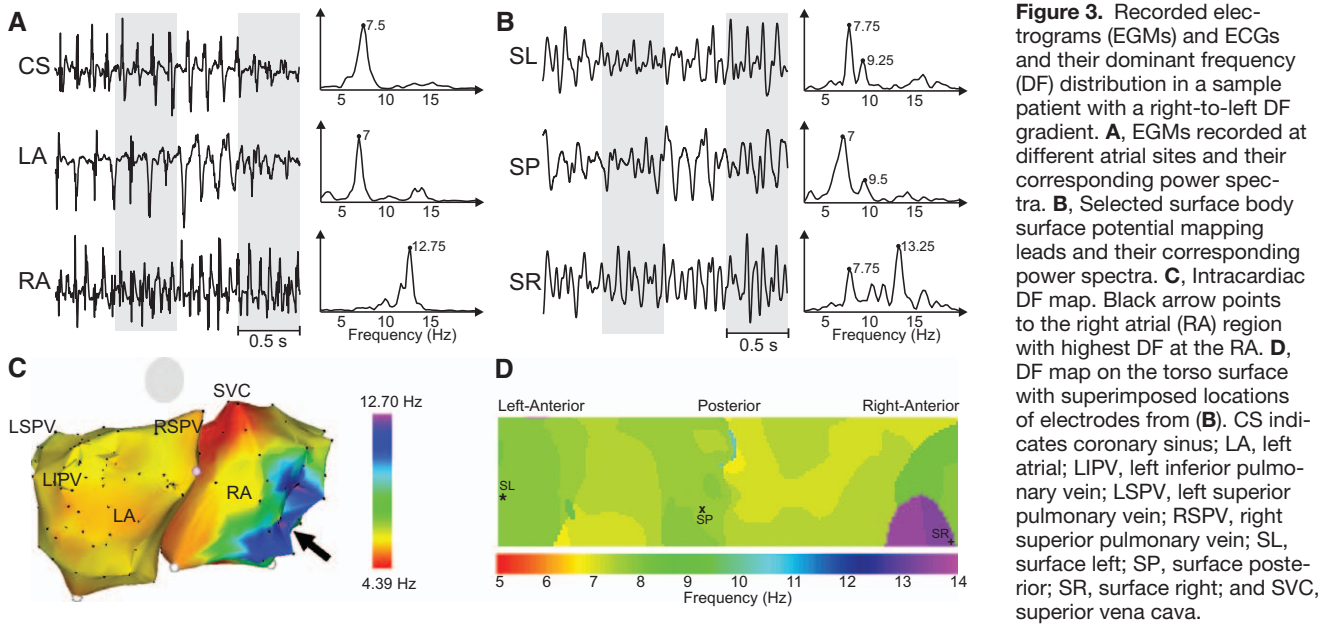 A
CS
7.5
5 10 15
LA
7
5 10 15
RA
12.75
5 10 15
Frequency (Hz)
0.5 s
B
SL
7.75
9.25
5 10 15
SP
7
9.5
5 10 15
SR
7.75
13.25
5 10 15
Frequency (Hz)
0.5 s
C
SVC
LSPV
RSPV
LIPV
RA
LA
12.70 Hz
4.39 Hz
D
Left-Anterior Posterior Right-Anterior
SL
*
x
SP
SR+
5 6 7 8 9 10 11 12 13 14
Frequency (Hz)
Figure 3. Recorded elec-
trograms (EGMs) and ECGs
and their dominant frequency
(DF) distribution in a sample
patient with a right-to-left DF
gradient. A, EGMs recorded at
different atrial sites and their
corresponding power spec-
tra. B, Selected surface body
surface potential mapping
leads and their corresponding
power spectra. C, Intracardiac
DF map. Black arrow points
to the right atrial (RA) region
with highest DF at the RA. D,
DF map on the torso surface
with superimposed locations
of electrodes from (B). CS indi-
cates coronary sinus; LA, left
atrial; LIPV, left inferior pulmo-
nary vein; LSPV, left superior
pulmonary vein; RSPV, right
superior pulmonary vein; SL,
surface left; SP, surface poste-
rior; SR, surface right; and SVC,
superior vena cava.